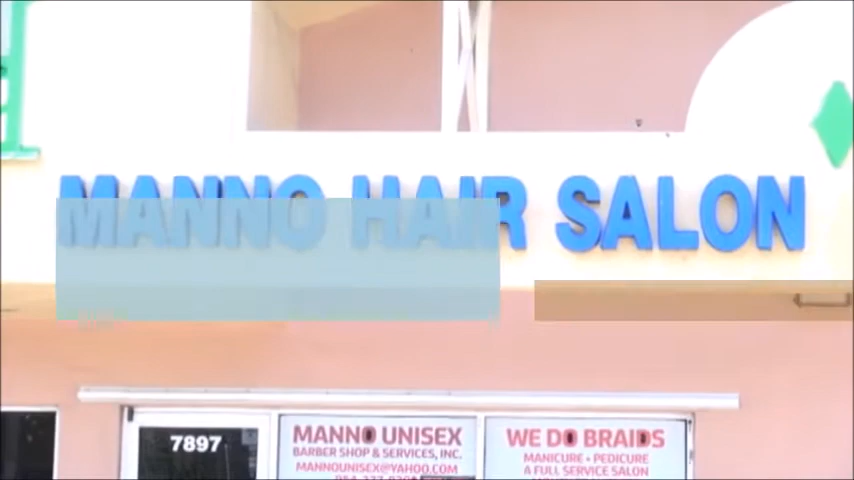 MANNO HAIR SALON
7897
MANNO UNISEX
BARBER SHOP & SERVICES, INC.
MANNOUNISEX@YAHOO.COM
WE DO BRAIDS
MANICURE • PEDICURE
A FULL SERVICE SALON